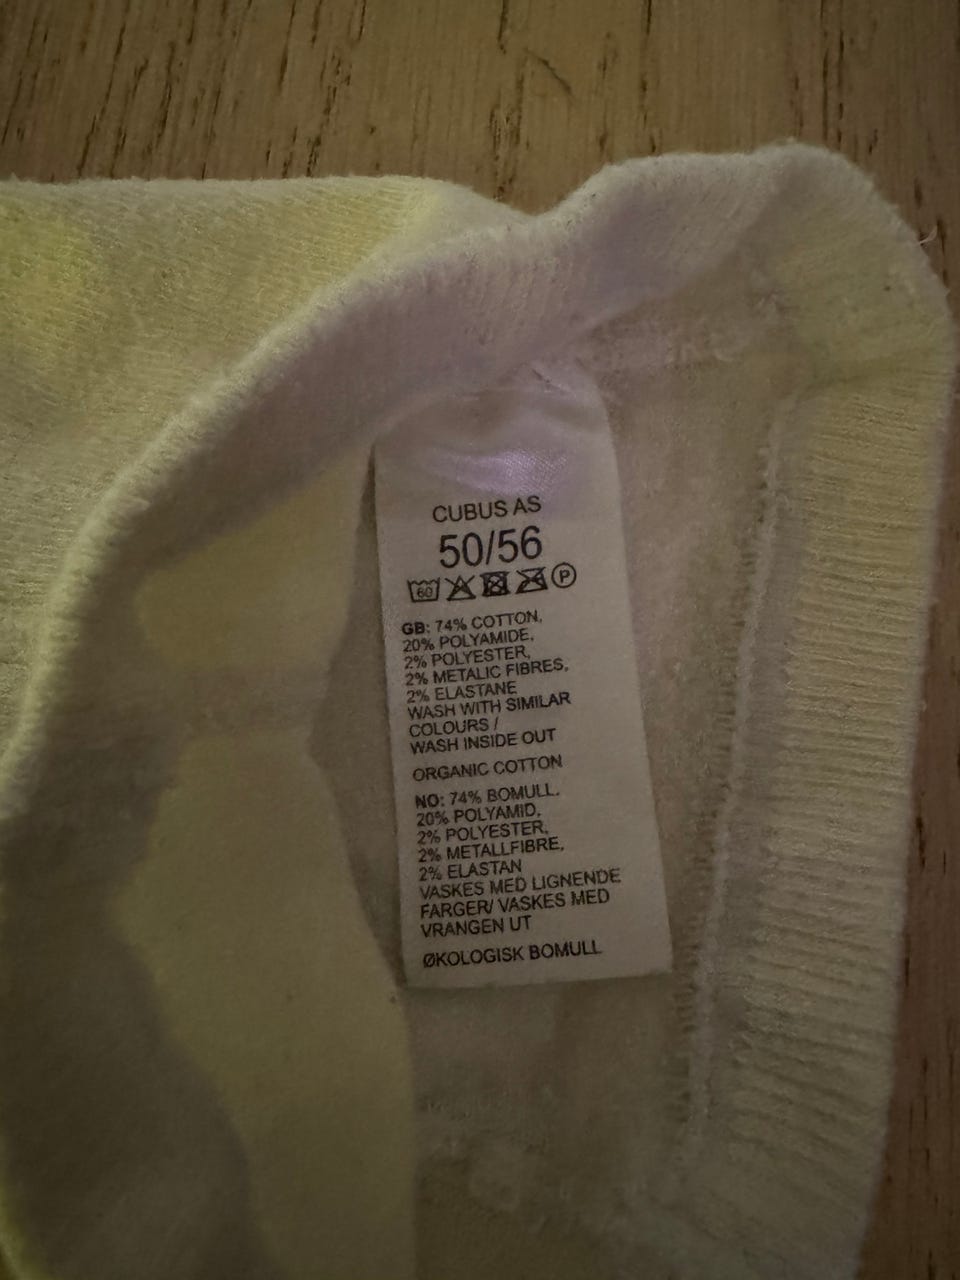 CUBUS AS
50/56
60 P
GB: 74% COTTON,
20% POLYAMIDE,
2% POLYESTER,
2% METALIC FIBRES,
2% ELASTANE
WASH WITH SIMILAR
COLOURS /
WASH INSIDE OUT
ORGANIC COTTON
NO: 74% BOMULL,
20% POLYAMID,
2% POLYESTER,
2% METALLFIBRE,
2% ELASTAN
VASKES MED LIGNENDE
FARGER/ VASKES MED
VRANGEN UT
ØKOLOGISK BOMULL